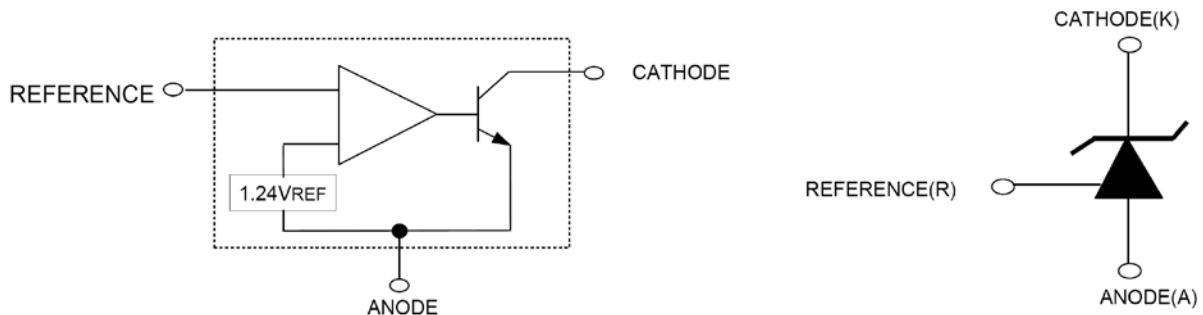 REFERENCE
CATHODE
1.24VREF
ANODE
CATHODE(K)
REFERENCE(R)
ANODE(A)